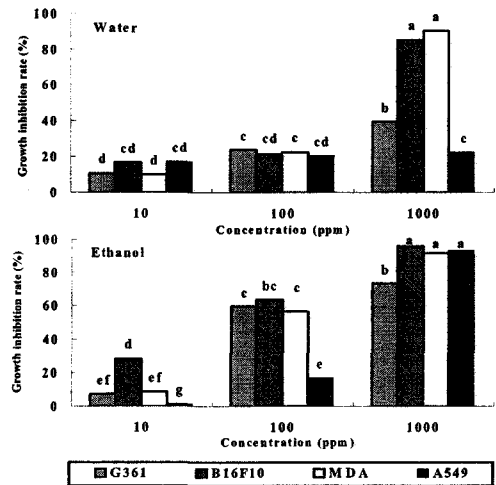 Water
Growth inhibition rate (%)
100
80
60
40
20
0
d cd d cd
c cd c cd
b a a c
10 100 1000
Concentration (ppm)
Ethanol
Growth inhibition rate (%)
100
80
60
40
20
0
ef d ef g
c bc c e
b a a a
10 100 1000
Concentration (ppm)
G361 B16F10 MDA A549